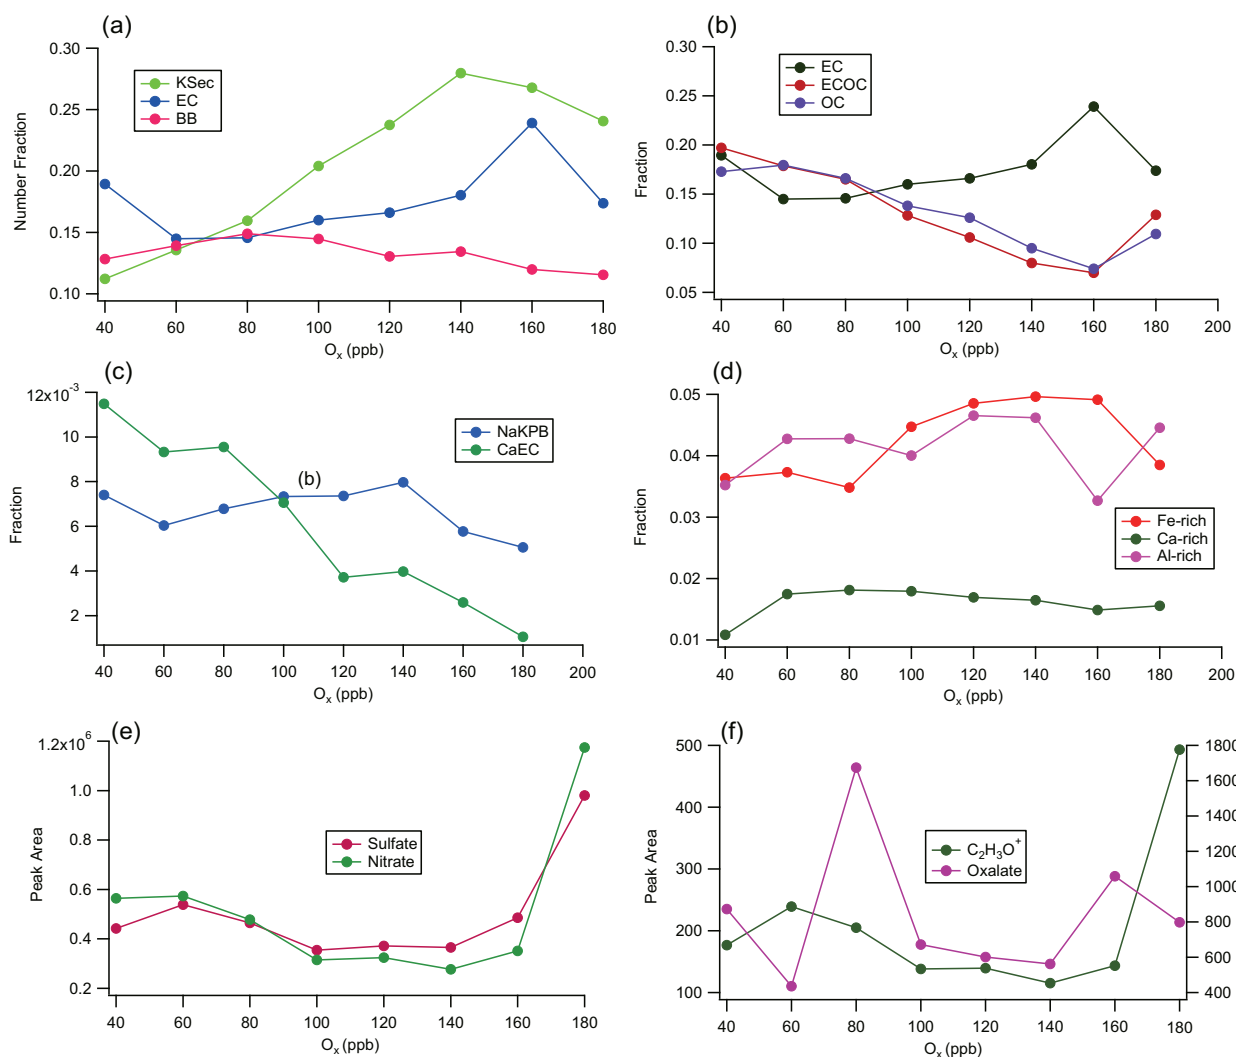 (a)
0.30
0.25
0.20
0.15
0.10
Number Fraction
KSec
EC
BB
40 60 80 100 120 140 160 180
Oₓ (ppb)
(b)
0.30
0.25
0.20
0.15
0.10
0.05
Fraction
EC
ECOC
OC
40 60 80 100 120 140 160 180 200
Oₓ (ppb)
(c)
12x10⁻³
10
8
6
4
2
Fraction
NaKPB
CaEC
(b)
40 60 80 100 120 140 160 180 200
Oₓ (ppb)
(d)
0.05
0.04
0.03
0.02
0.01
Fraction
Fe-rich
Ca-rich
Al-rich
40 60 80 100 120 140 160 180 200
Oₓ (ppb)
(e)
1.2x10⁶
1.0
0.8
0.6
0.4
0.2
Peak Area
Sulfate
Nitrate
40 60 80 100 120 140 160 180
Oₓ (ppb)
(f)
500
400
300
200
100
Peak Area
C₂H₃O⁺
Oxalate
1800
1600
1400
1200
1000
800
600
400
40 60 80 100 120 140 160 180
Oₓ (ppb)